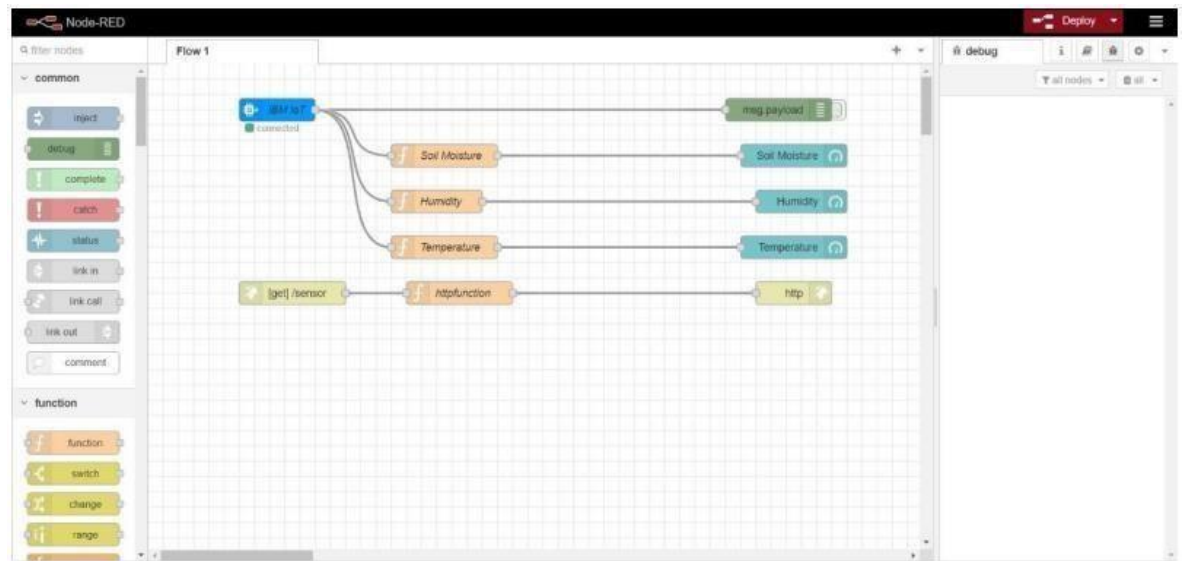 Node-RED
Deploy
filter nodes
Flow 1
debug
i
all nodes
all
common
inject
debug
complete
catch
status
link in
link call
link out
comment
function
function
switch
change
range
IBM IoT
connected
msg.payload
Soil Moisture
Soil Moisture
Humidity
Humidity
Temperature
Temperature
[get] /sensor
httpfunction
http